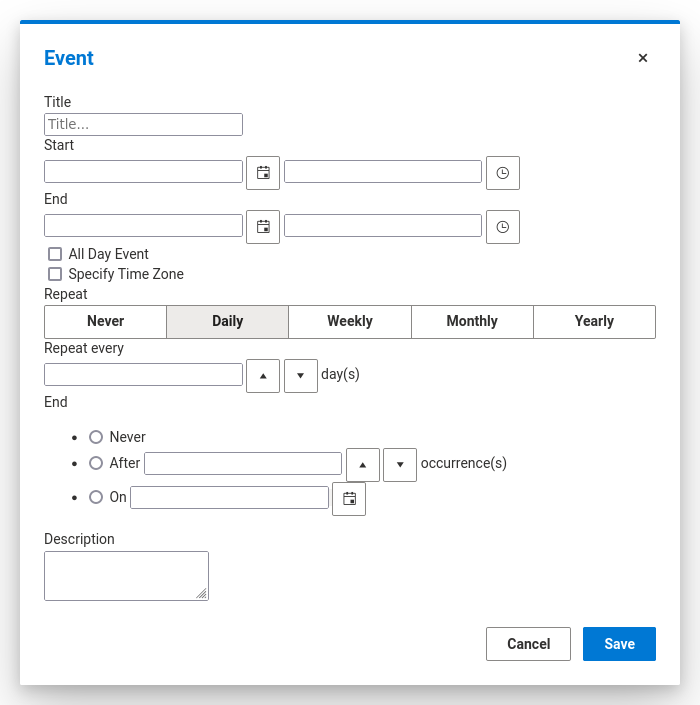 Event ✕
Title
Title...
Start
End
All Day Event
Specify Time Zone
Repeat
Never Daily Weekly Monthly Yearly
Repeat every
day(s)
End
• Never
• After occurrence(s)
• On
Description
Cancel Save